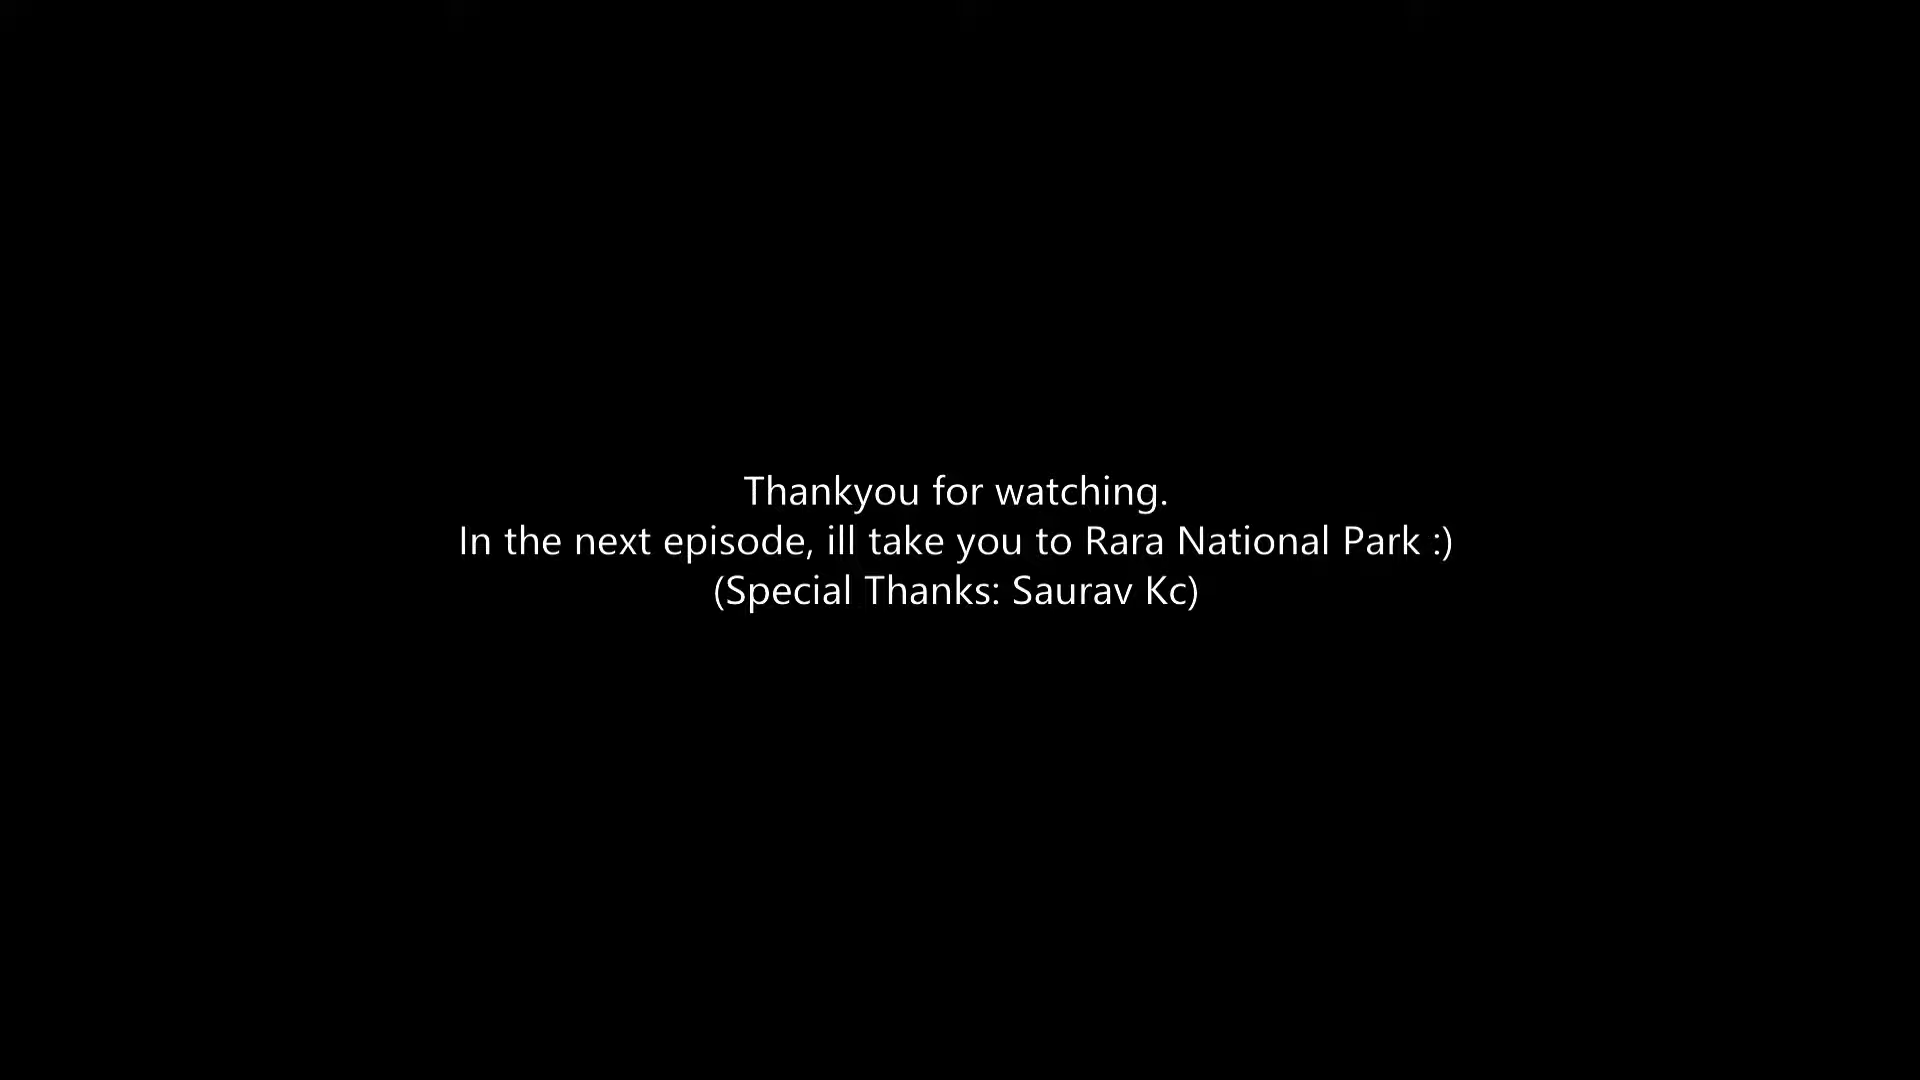 Thankyou for watching.
In the next episode, ill take you to Rara National Park :)
(Special Thanks: Saurav Kc)